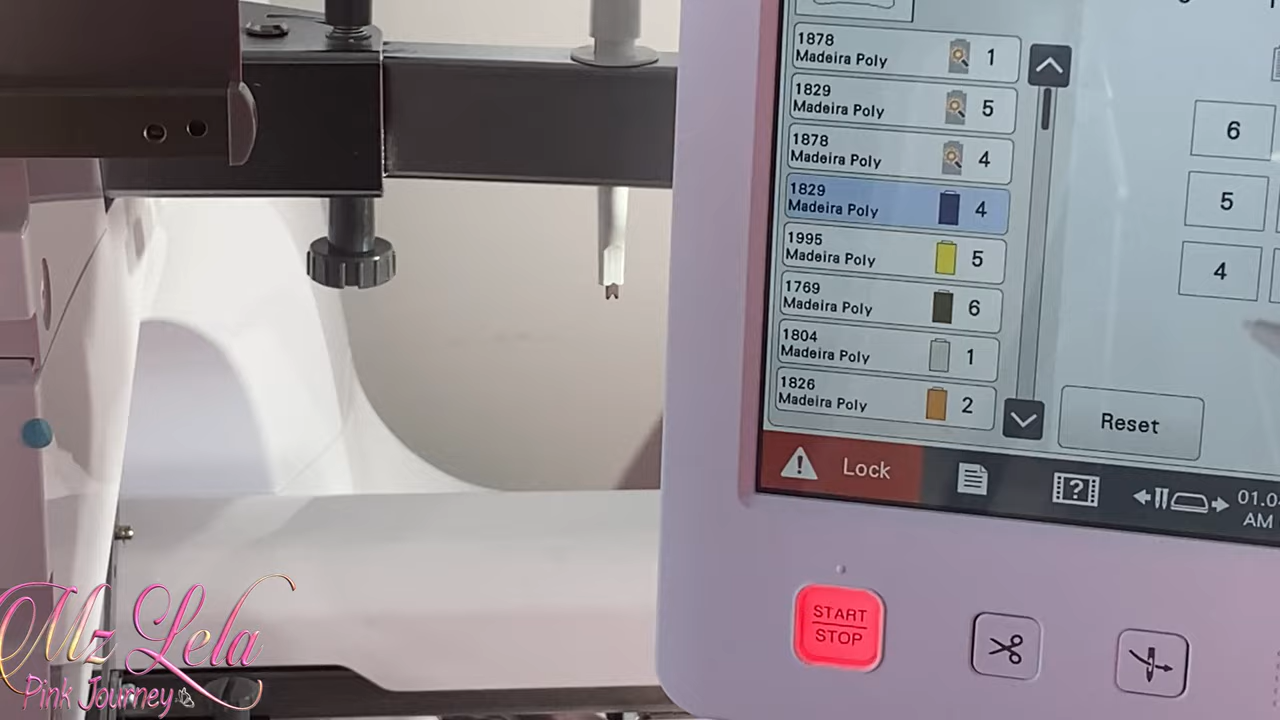 1878
Madeira Poly 1
1829
Madeira Poly 5
1878
Madeira Poly 4
1829
Madeira Poly 4
1995
Madeira Poly 5
1769
Madeira Poly 6
1804
Madeira Poly 1
1826
Madeira Poly 2
6
5
4
Reset
Lock
?
AM
START
STOP
Mz Lela
Pink Journey